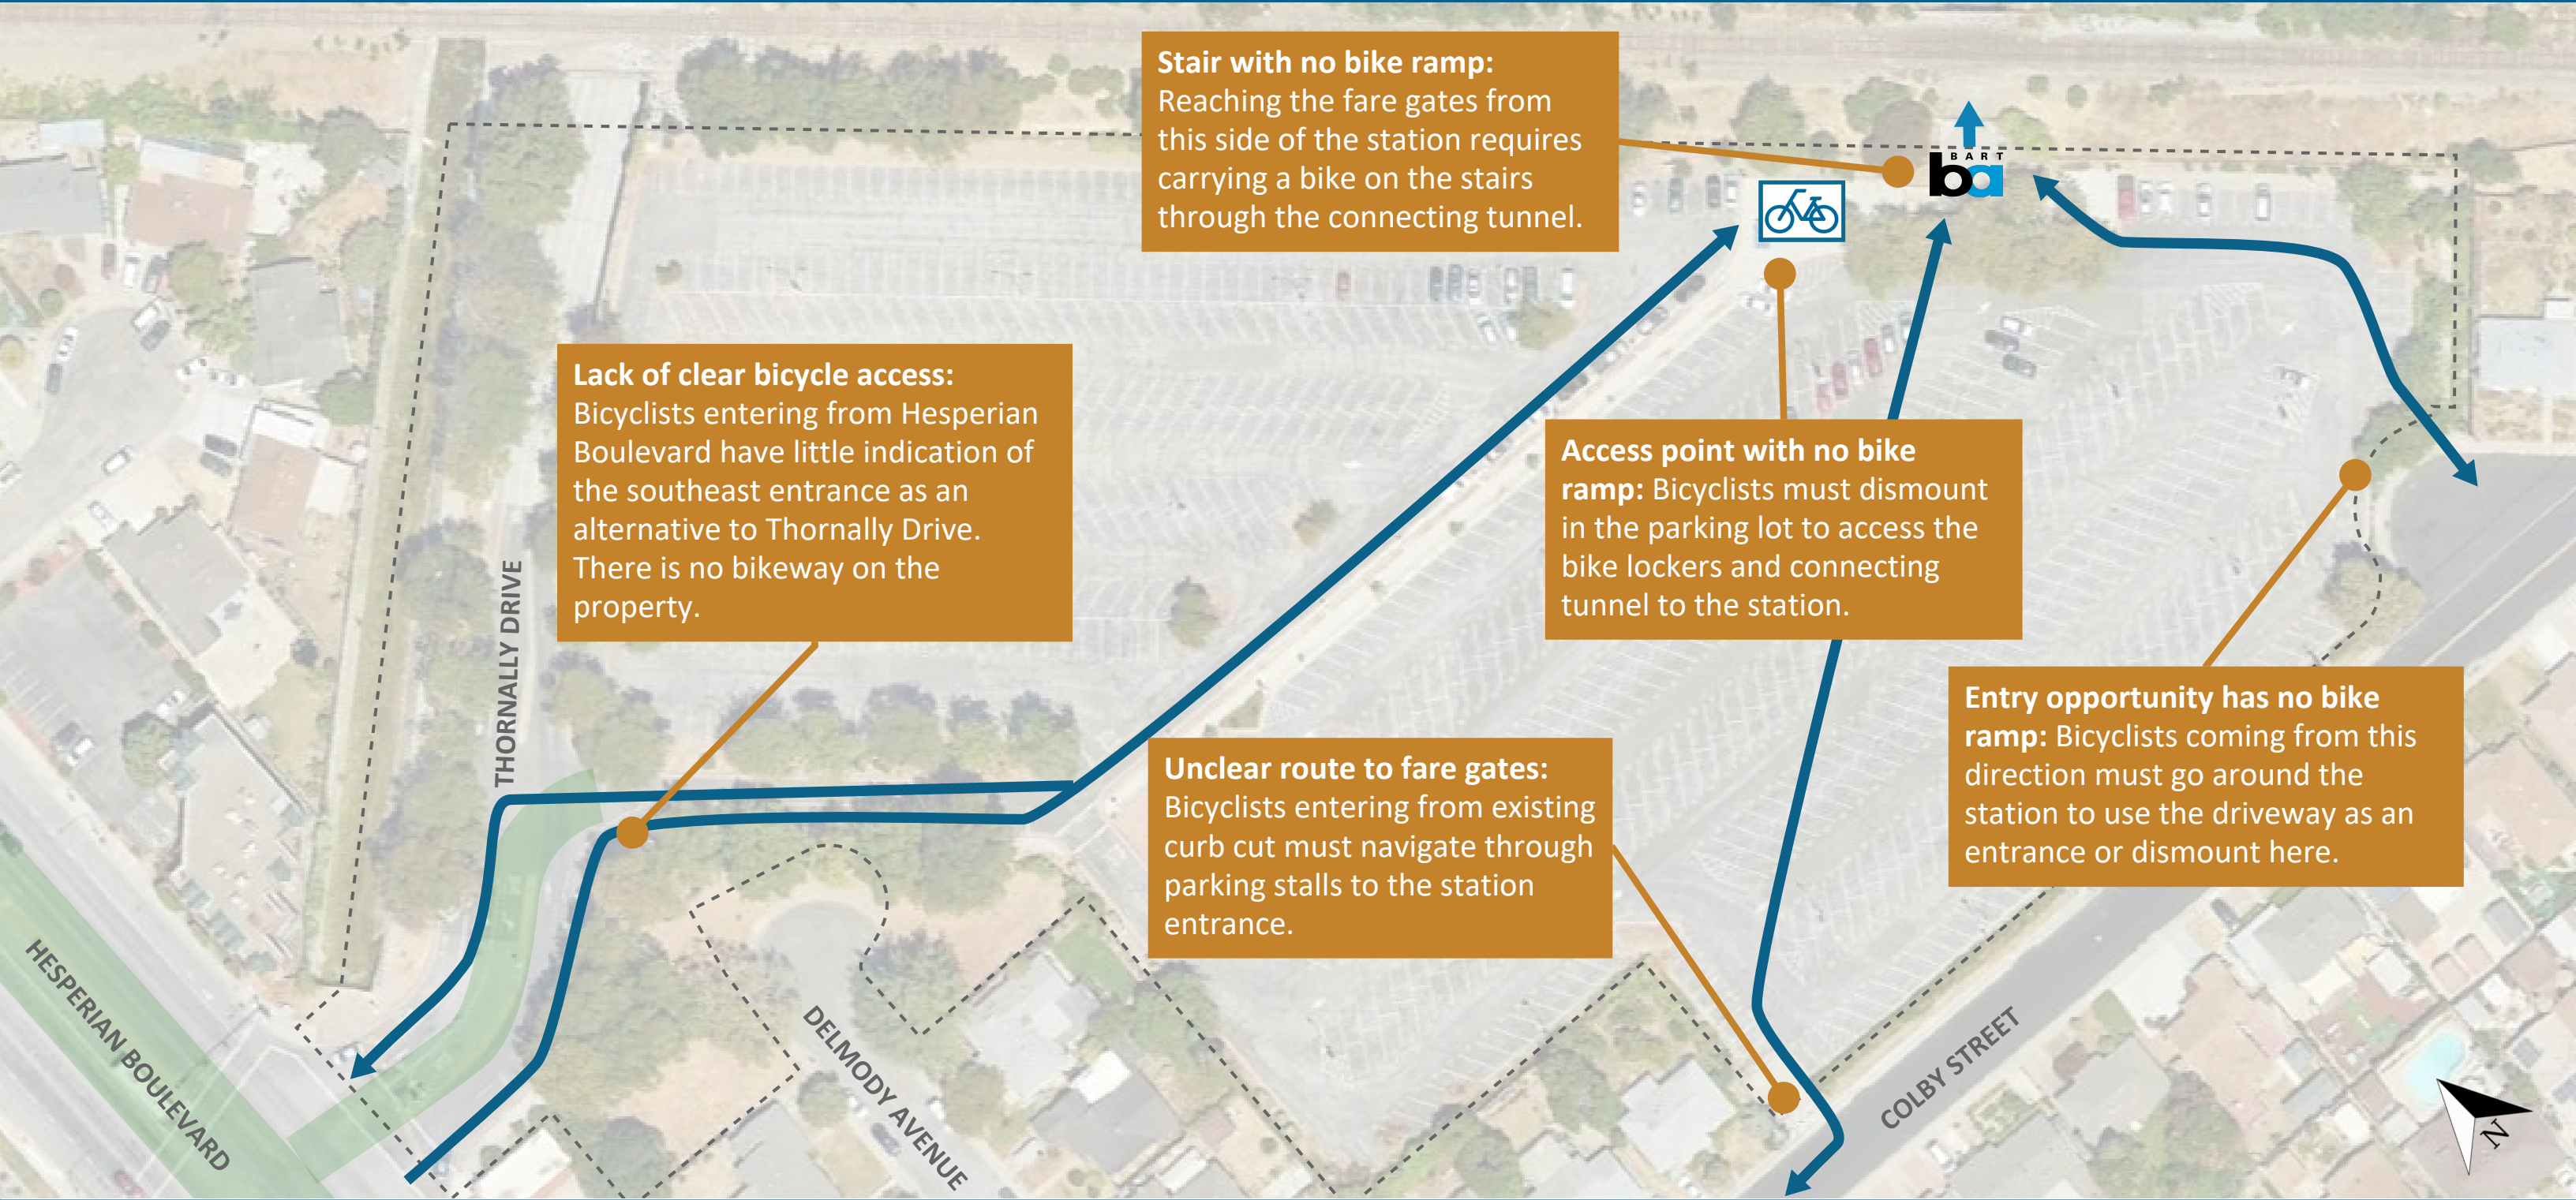 Stair with no bike ramp:
Reaching the fare gates from
this side of the station requires
carrying a bike on the stairs
through the connecting tunnel.
BART
ba
Lack of clear bicycle access:
Bicyclists entering from Hesperian
Boulevard have little indication of
the southeast entrance as an
alternative to Thornally Drive.
There is no bikeway on the
property.
Access point with no bike
ramp: Bicyclists must dismount
in the parking lot to access the
bike lockers and connecting
tunnel to the station.
THORNALLY DRIVE
Entry opportunity has no bike
ramp: Bicyclists coming from this
direction must go around the
station to use the driveway as an
entrance or dismount here.
Unclear route to fare gates:
Bicyclists entering from existing
curb cut must navigate through
parking stalls to the station
entrance.
HESPERIAN BOULEVARD
DELMODY AVENUE
COLBY STREET
N